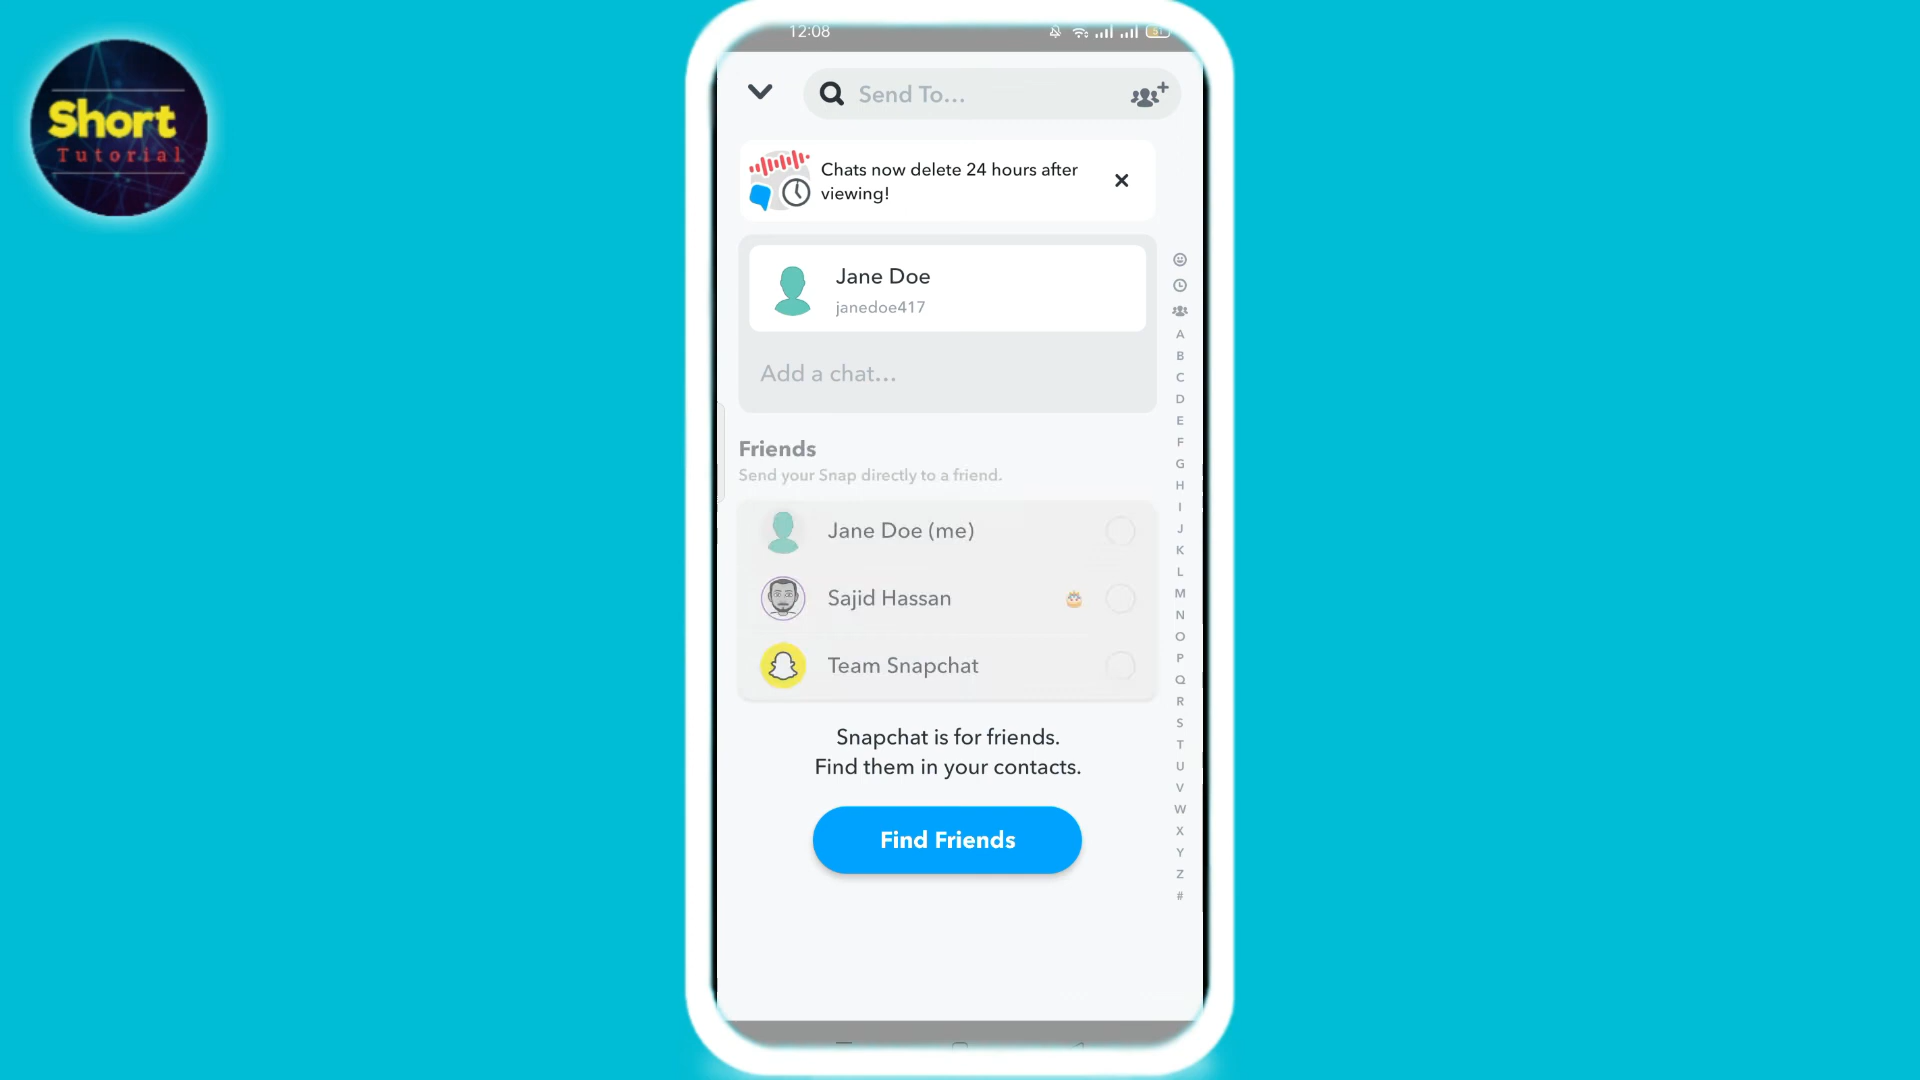 Short
Tutorial
12:08
51
Send To...
Chats now delete 24 hours after
viewing!
Jane Doe
janedoe417
Add a chat...
Friends
Send your Snap directly to a friend.
Jane Doe (me)
Sajid Hassan
Team Snapchat
Snapchat is for friends.
Find them in your contacts.
Find Friends
A
B
C
D
E
F
G
H
I
J
K
L
M
N
O
P
Q
R
S
T
U
V
W
X
Y
Z
#